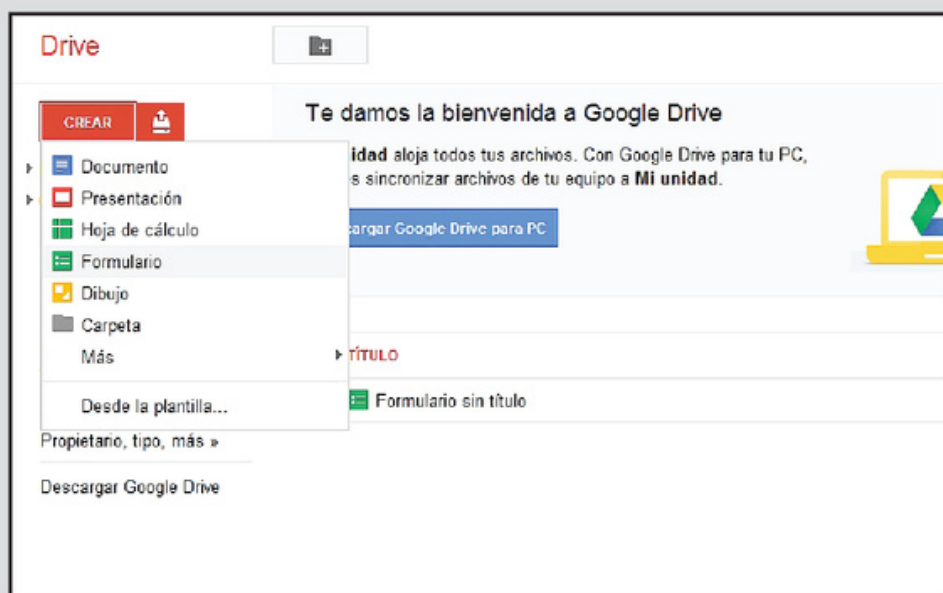 Drive
CREAR
Te damos la bienvenida a Google Drive
idad aloja todos tus archivos. Con Google Drive para tu PC,
s sincronizar archivos de tu equipo a Mi unidad.
cargar Google Drive para PC
Documento
Presentación
Hoja de cálculo
Formulario
Dibujo
Carpeta
Más
Desde la plantilla...
TÍTULO
Formulario sin título
Propietario, tipo, más »
Descargar Google Drive